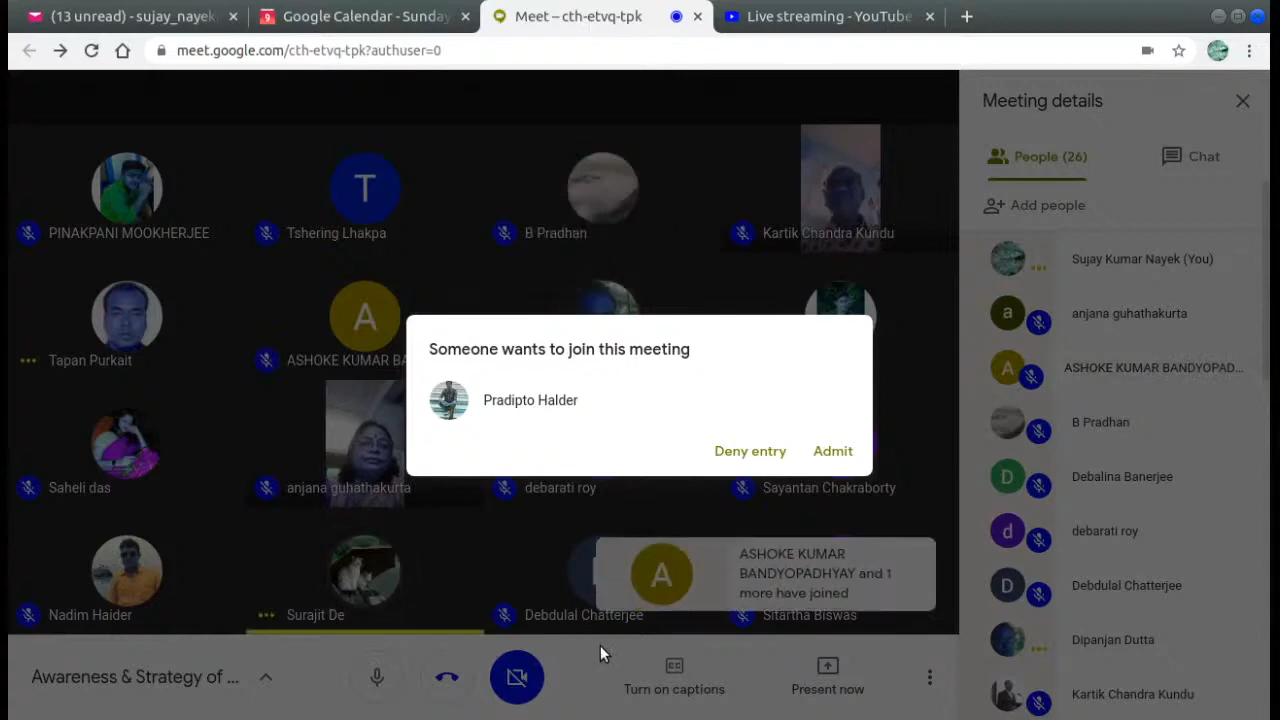 (13 unread) - sujay_nayek
Google Calendar - Sunday
Meet – cth-etvq-tpk
Live streaming - YouTube
meet.google.com/cth-etvq-tpk?authuser=0
PINAKPANI MOOKHERJEE
T
Tshering Lhakpa
B Pradhan
Kartik Chandra Kundu
Tapan Purkait
A
ASHOKE KUMAR BA
Someone wants to join this meeting
Pradipto Halder
Deny entry
Admit
Saheli das
anjana guhathakurta
debarati roy
Sayantan Chakraborty
Nadim Haider
Surajit De
Debdulal Chatterjee
Sitartha Biswas
A
ASHOKE KUMAR
BANDYOPADHYAY and 1
more have joined
Awareness & Strategy of ...
CC
Turn on captions
Present now
Meeting details
People (26)
Chat
Add people
Sujay Kumar Nayek (You)
a
anjana guhathakurta
A
ASHOKE KUMAR BANDYOPAD...
B Pradhan
D
Debalina Banerjee
d
debarati roy
D
Debdulal Chatterjee
Dipanjan Dutta
Kartik Chandra Kundu